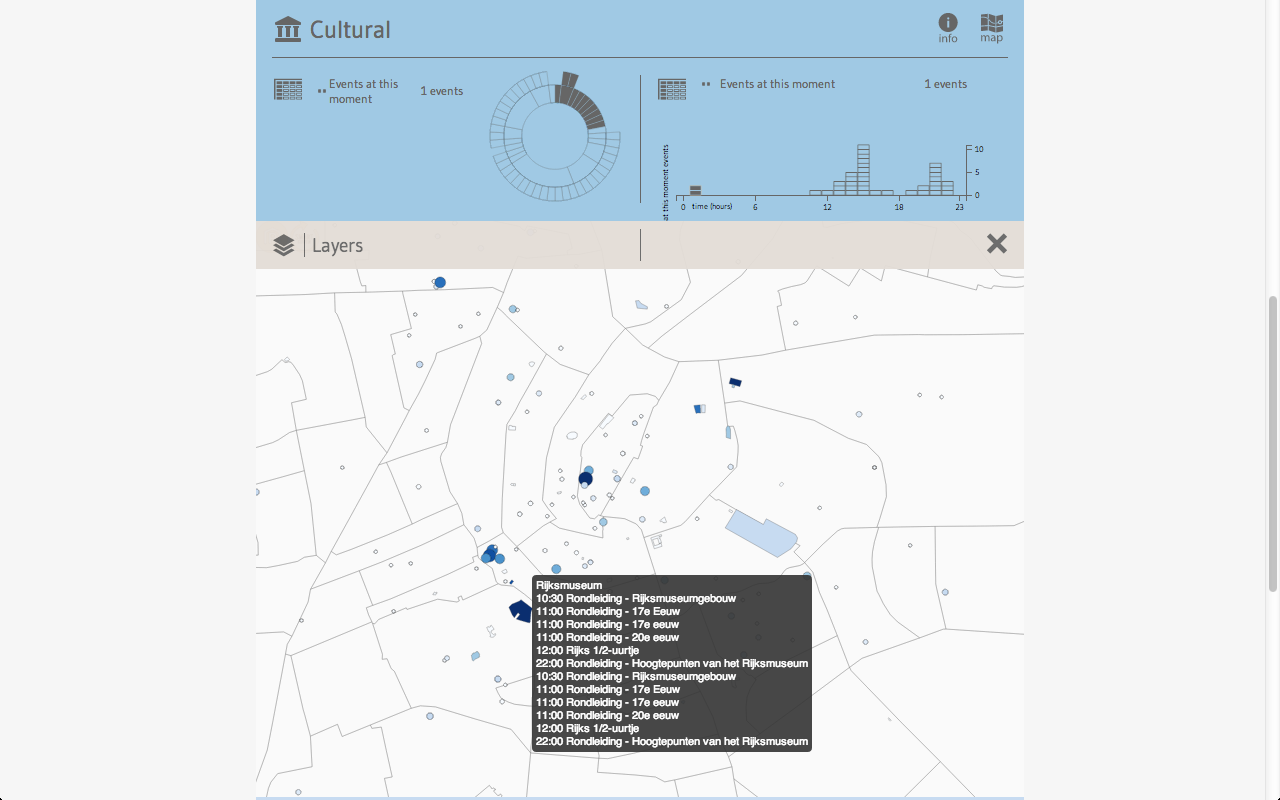 Cultural
info
map
Events at this
moment
1 events
Events at this moment
1 events
at this moment events
10
5
0
0
time (hours)
6
12
18
23
Layers
Rijksmuseum
10:30 Rondleiding - Rijksmuseumgebouw
11:00 Rondleiding - 17e Eeuw
11:00 Rondleiding - 17e eeuw
11:00 Rondleiding - 20e eeuw
12:00 Rijks 1/2-uurtje
22:00 Rondleiding - Hoogtepunten van het Rijksmuseum
10:30 Rondleiding - Rijksmuseumgebouw
11:00 Rondleiding - 17e Eeuw
11:00 Rondleiding - 17e eeuw
11:00 Rondleiding - 20e eeuw
12:00 Rijks 1/2-uurtje
22:00 Rondleiding - Hoogtepunten van het Rijksmuseum